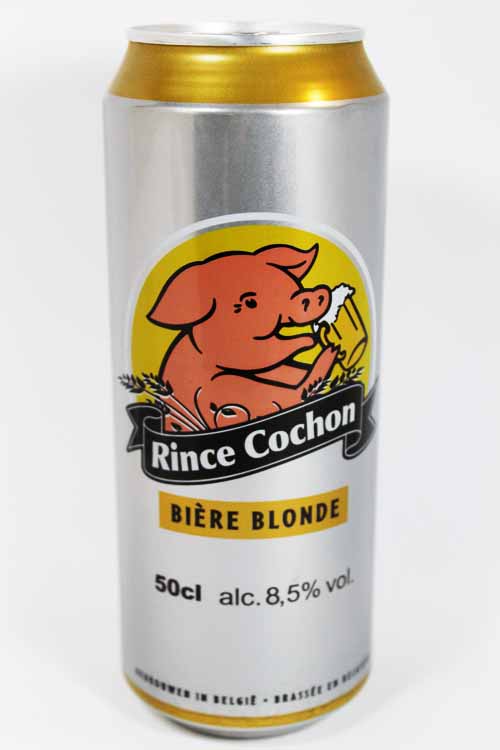 Rince Cochon
BIÈRE BLONDE
50cl alc. 8,5% vol.
IN BELGIË • BRASSÉE EN